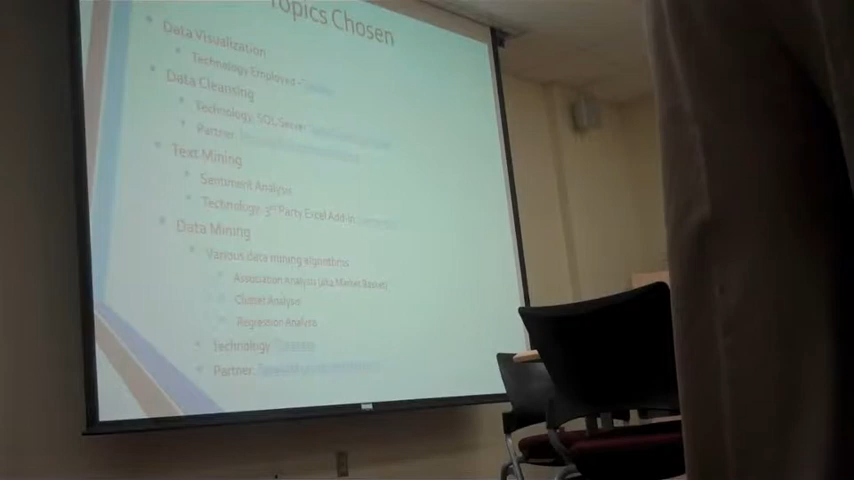 Topics Chosen
Data Visualization
Technology Employed -
Data Cleansing
Technology: SQL Server
Partner:
Text Mining
Sentiment Analysis
Technology: 3rd Party Excel Add-in
Data Mining
Various data mining algorithms
Association Analysis (aka Market Basket)
Cluster Analysis
Regression Analysis
Technology:
Partner: